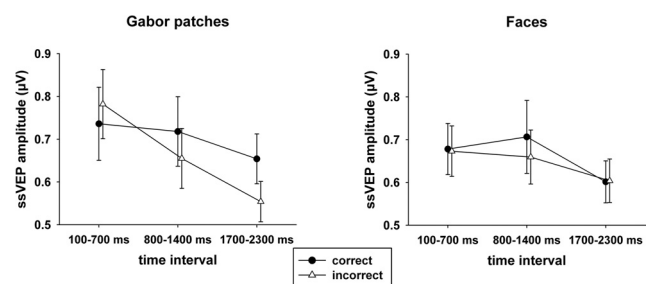 Gabor patches
ssVEP amplitude (µV)
0.9
0.8
0.7
0.6
0.5
100-700 ms 800-1400 ms 1700-2300 ms
time interval
Faces
ssVEP amplitude (µV)
0.9
0.8
0.7
0.6
0.5
100-700 ms 800-1400 ms 1700-2300 ms
time interval
correct
incorrect